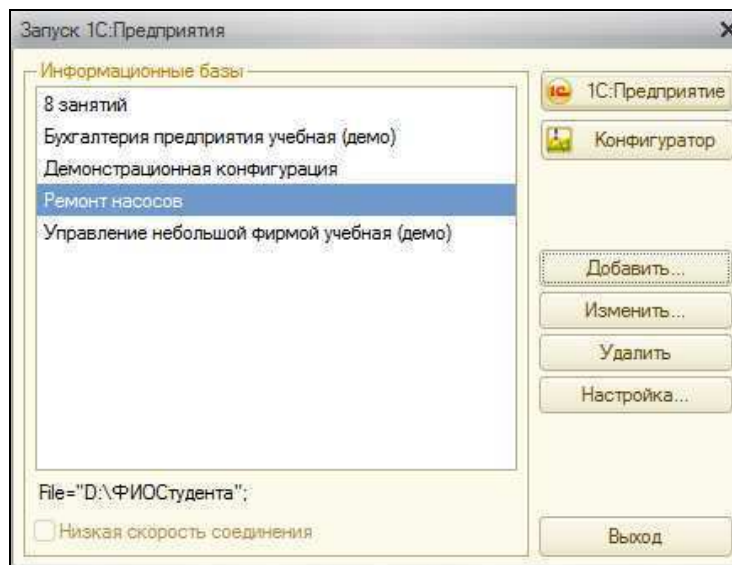 Запуск 1С:Предприятия
Информационные базы
8 занятий
Бухгалтерия предприятия учебная (демо)
Демонстрационная конфигурация
Ремонт насосов
Управление небольшой фирмой учебная (демо)
File="D:\ФИОСтудента";
Низкая скорость соединения
1С:Предприятие
Конфигуратор
Добавить...
Изменить...
Удалить
Настройка...
Выход